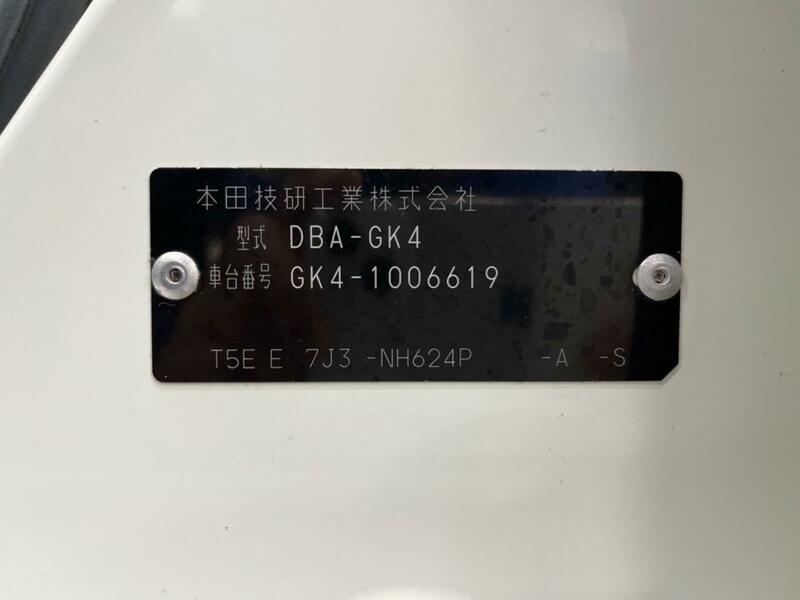 本田技研工業株式会社
型式 DBA-GK4
車台番号 GK4-1006619
T5E E 7J3 -NH624P -A -S